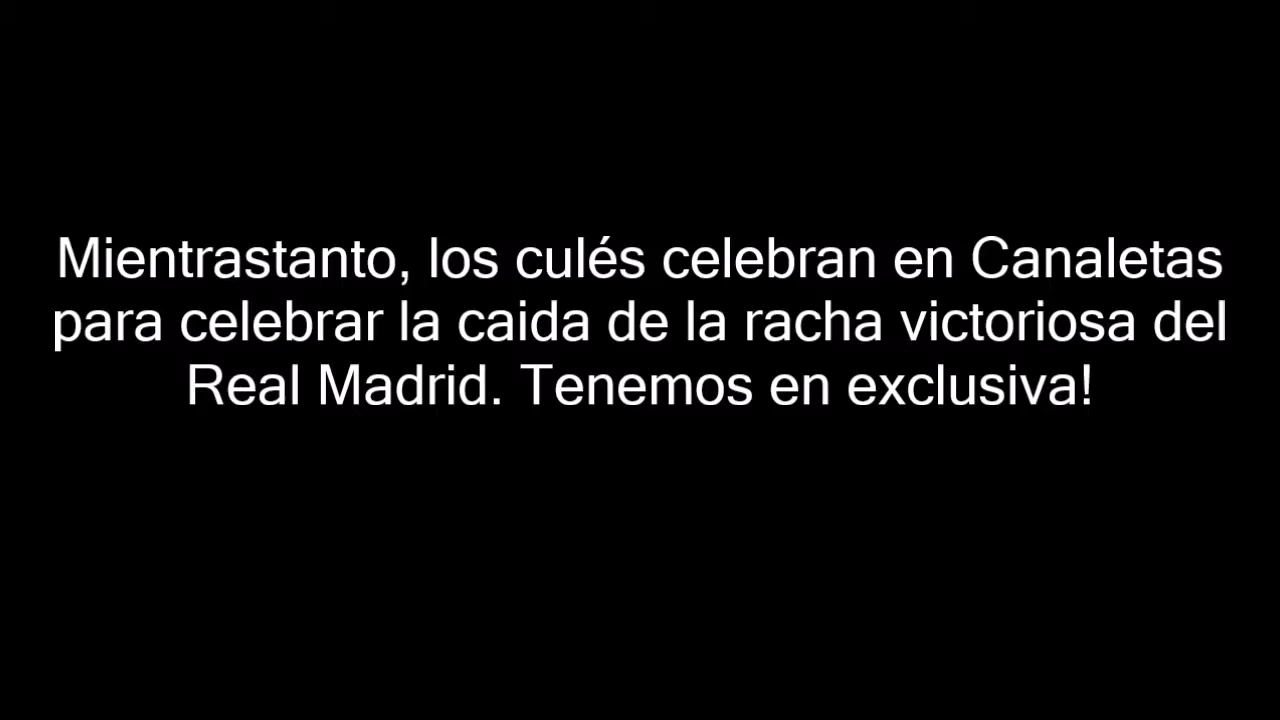 Mientrastanto, los culés celebran en Canaletas
para celebrar la caida de la racha victoriosa del
Real Madrid. Tenemos en exclusiva!